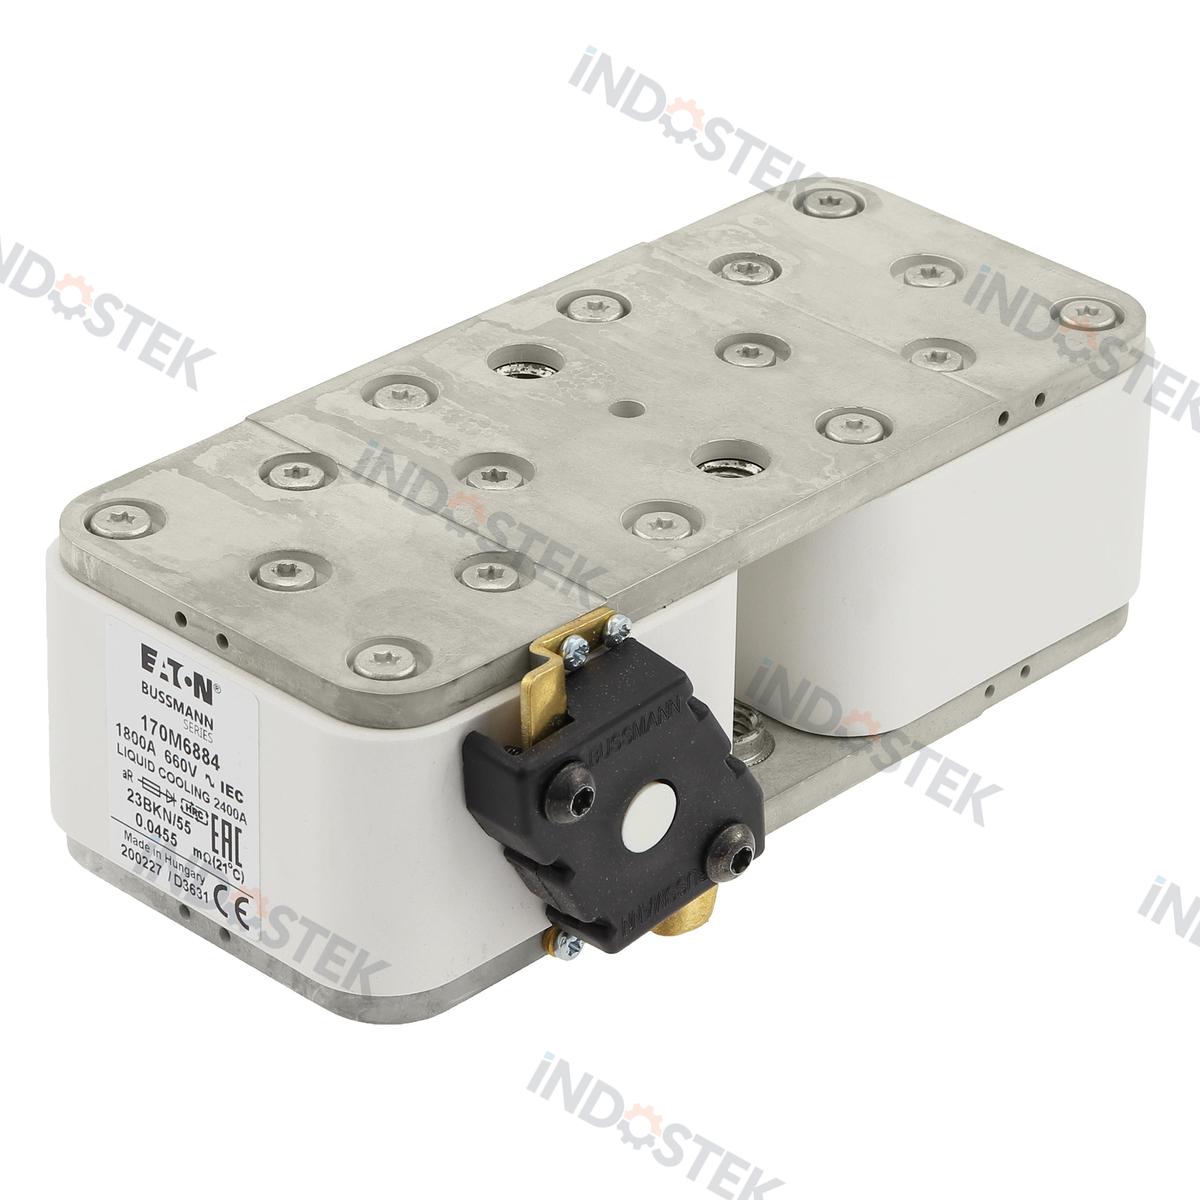 iNDOSTEK
iNDOSTEK
iNDOSTEK
iNDOSTEK
BUSSMANN
EATON®
BUSSMANN
SERIES
170M6884
1800A 660V ∿ IEC
LIQUID COOLING 2400A
aR HRC
23BKN/55 EAC
0.0455 mΩ(21°C)
Made in Hungary
200227 /D3631 CE
BUSSMANN
iNDOSTEK
iNDOSTEK
iNDOSTEK
iNDOSTEK